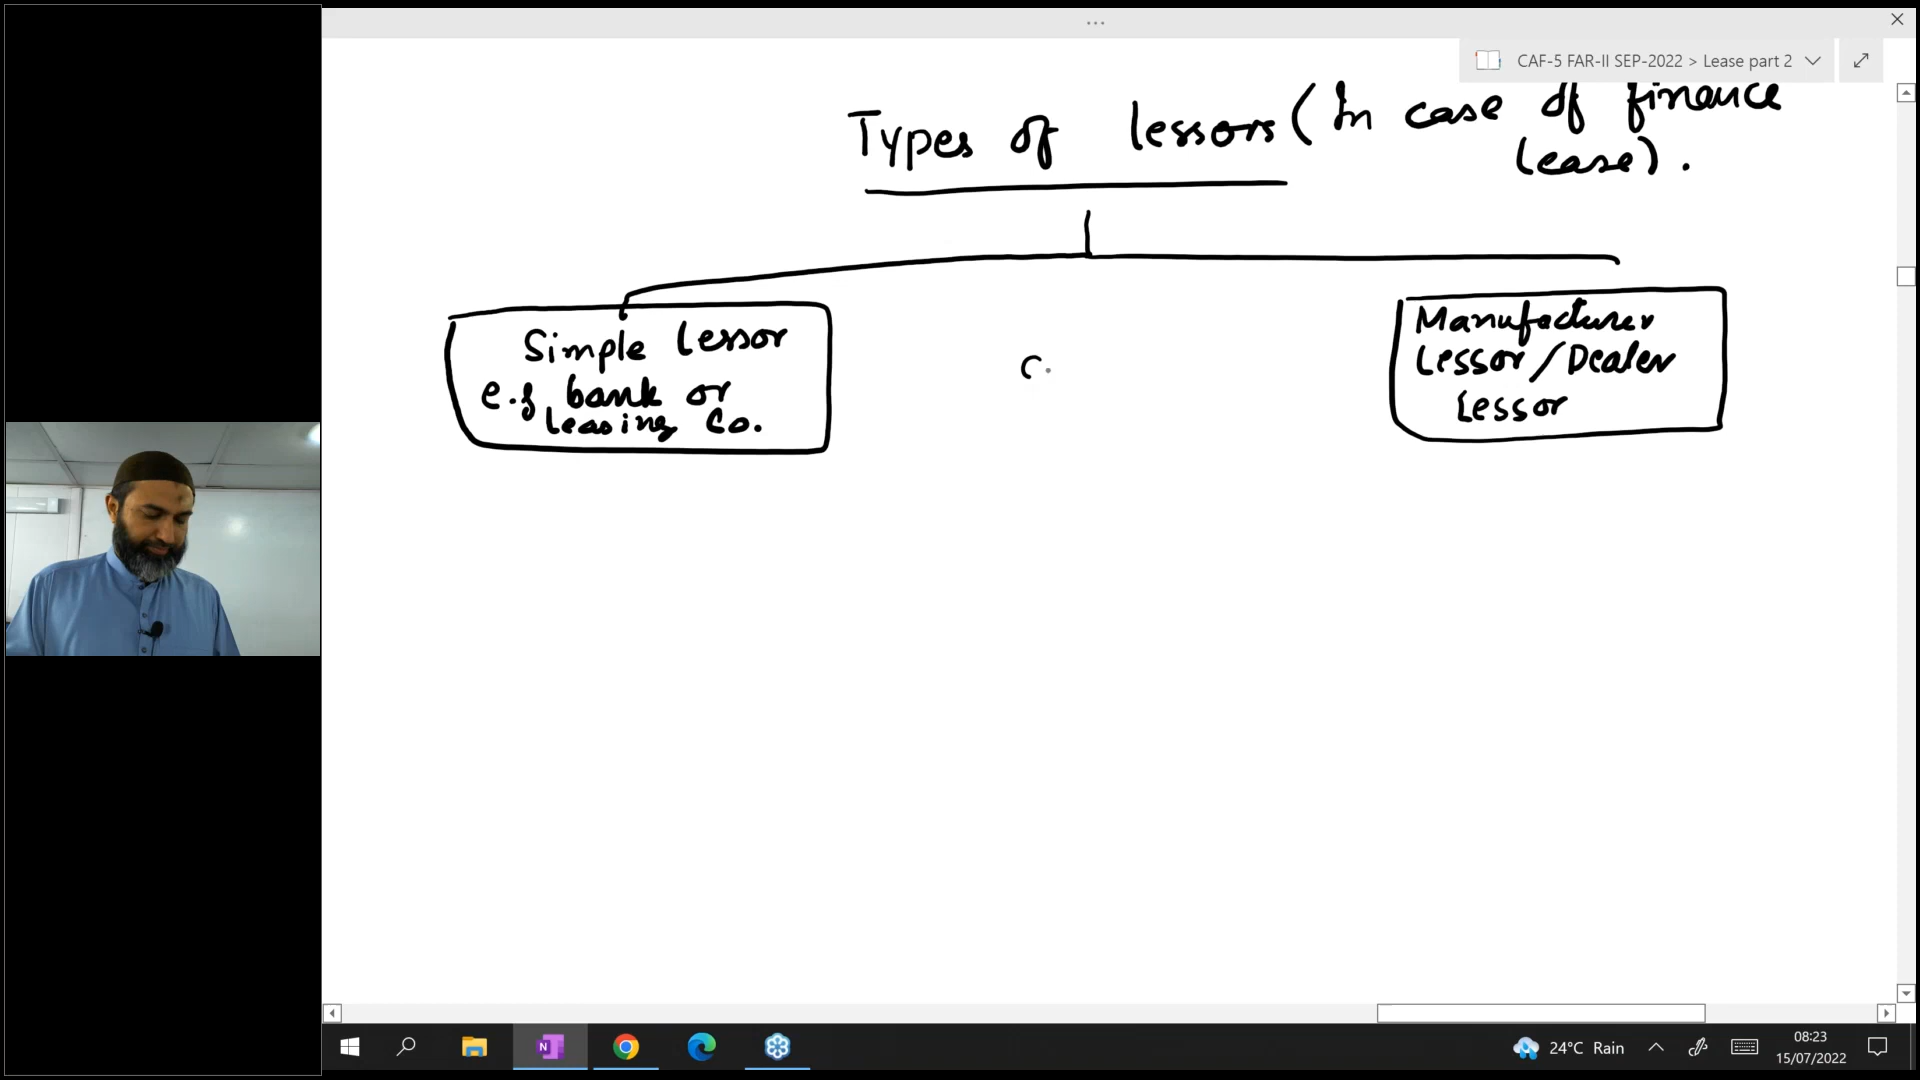 CAF-5 FAR-II SEP-2022 > Lease part 2
Types of lessors (In case of finance
lease).
Simple Lessor
e.g bank or
leasing Co.
Manufacturer
Lessor/Dealer
Lessor
C
24°C Rain
08:23
15/07/2022